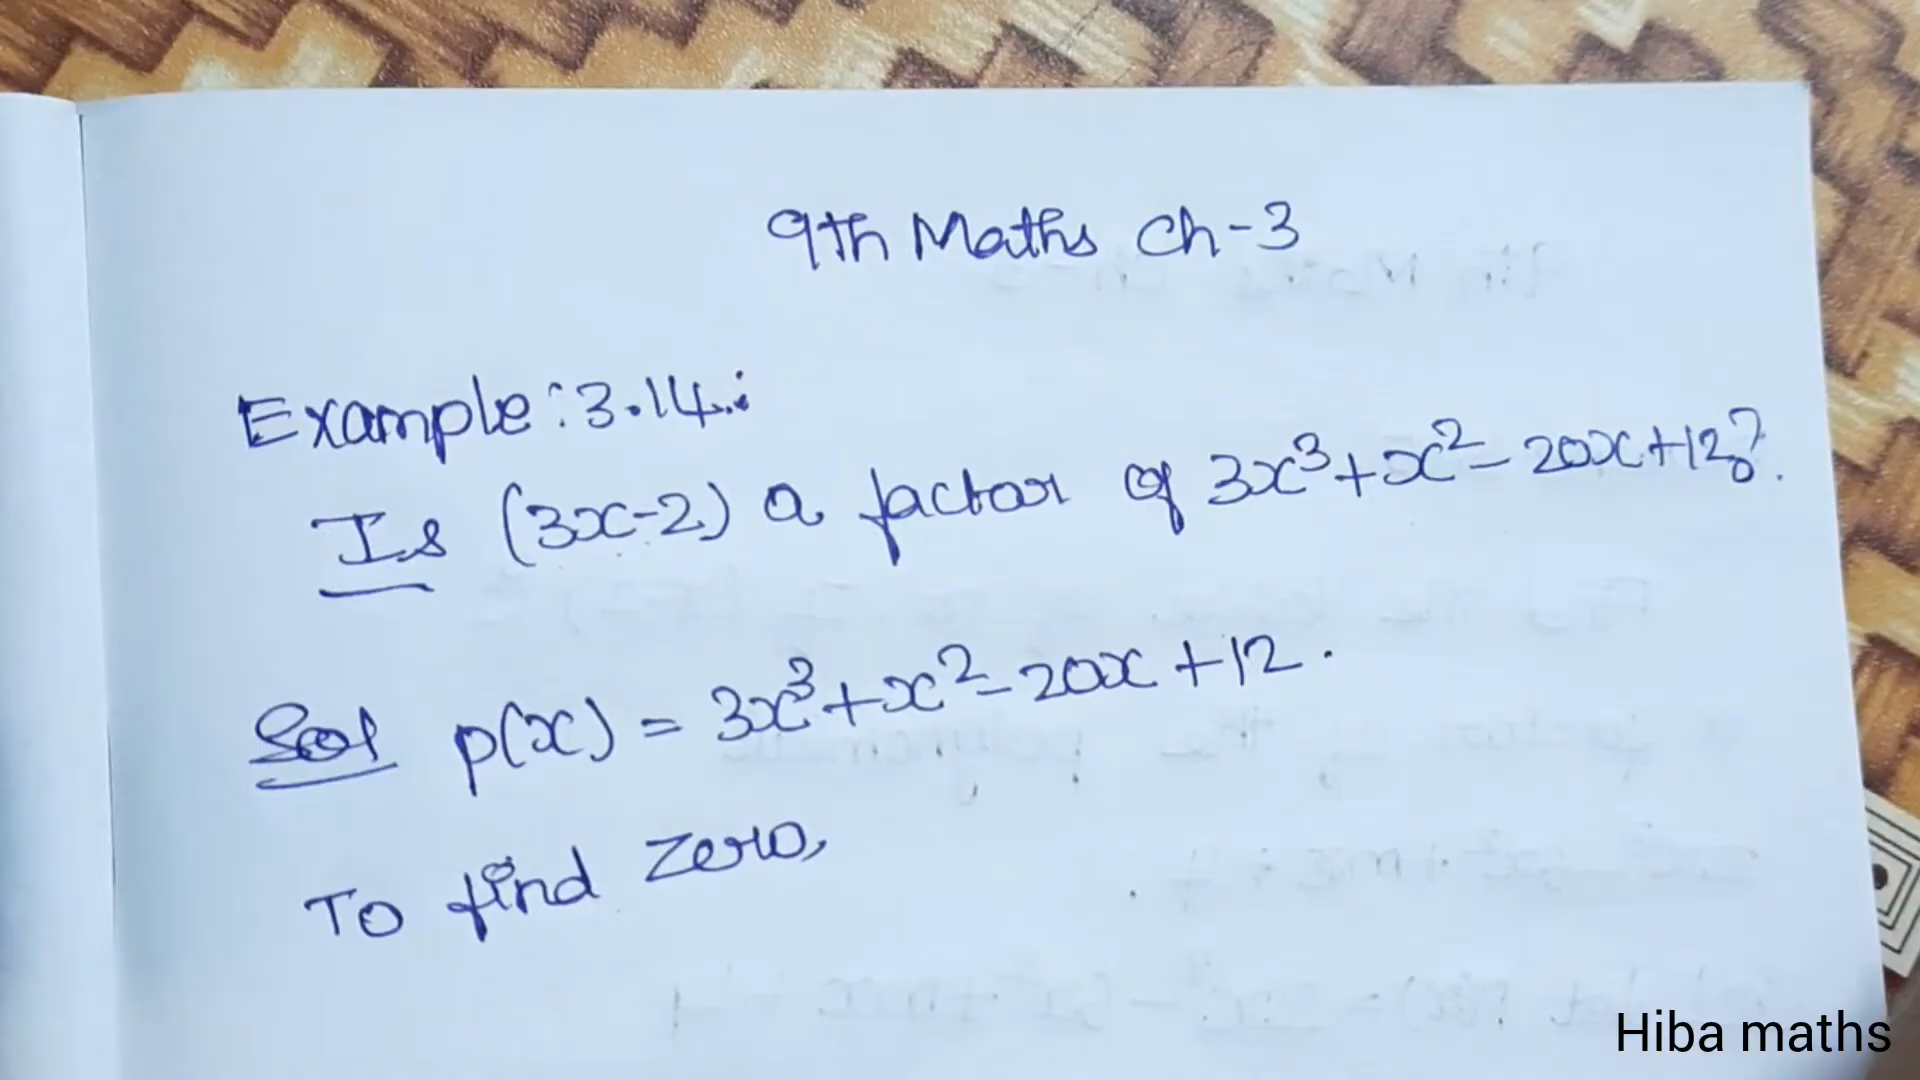 9th Maths Ch-3
Example: 3.14:
Is (3x-2) a factor of 3x³+x²-20x+12?
Sol p(x) = 3x³+x²-20x+12.
To find zero,
Hiba maths